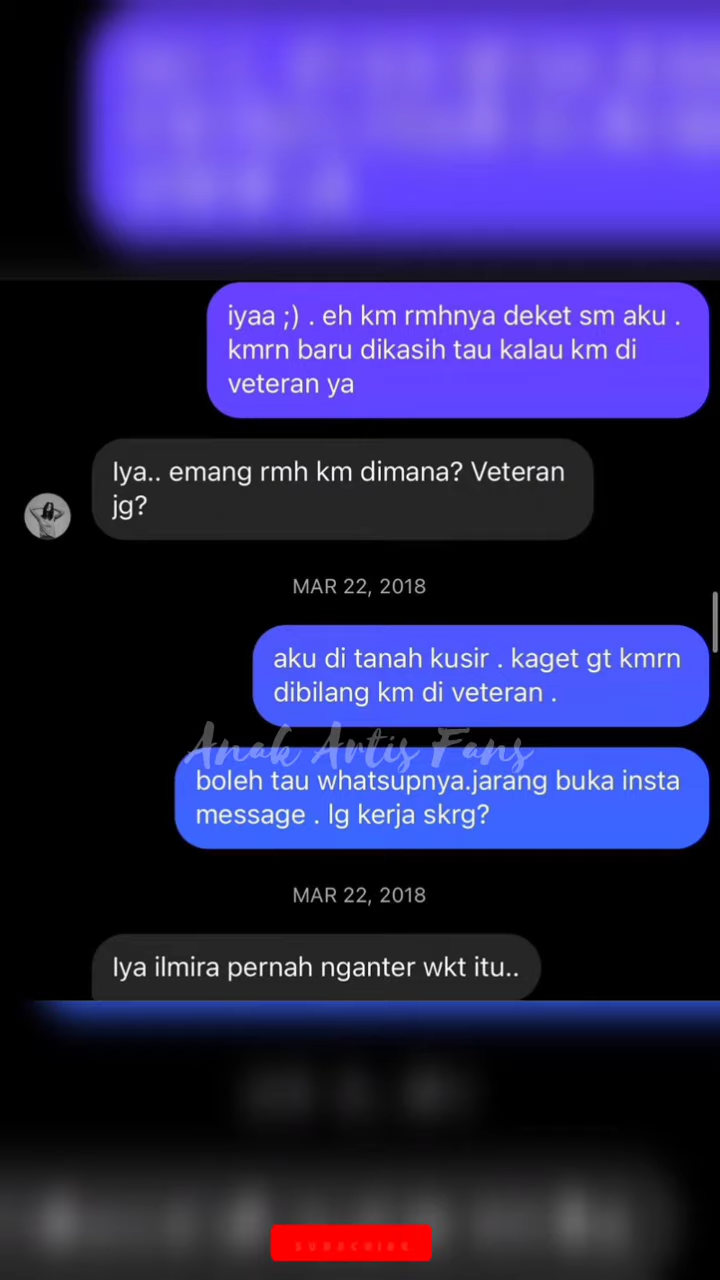 iyaa ;) . eh km rmhnya deket sm aku .
kmrn baru dikasih tau kalau km di
veteran ya
Iya.. emang rmh km dimana? Veteran
jg?
MAR 22, 2018
aku di tanah kusir . kaget gt kmrn
dibilang km di veteran .
Anak Artis Fans
boleh tau whatsupnya.jarang buka insta
message . lg kerja skrg?
MAR 22, 2018
Iya ilmira pernah nganter wkt itu..
SUBSCRIBE